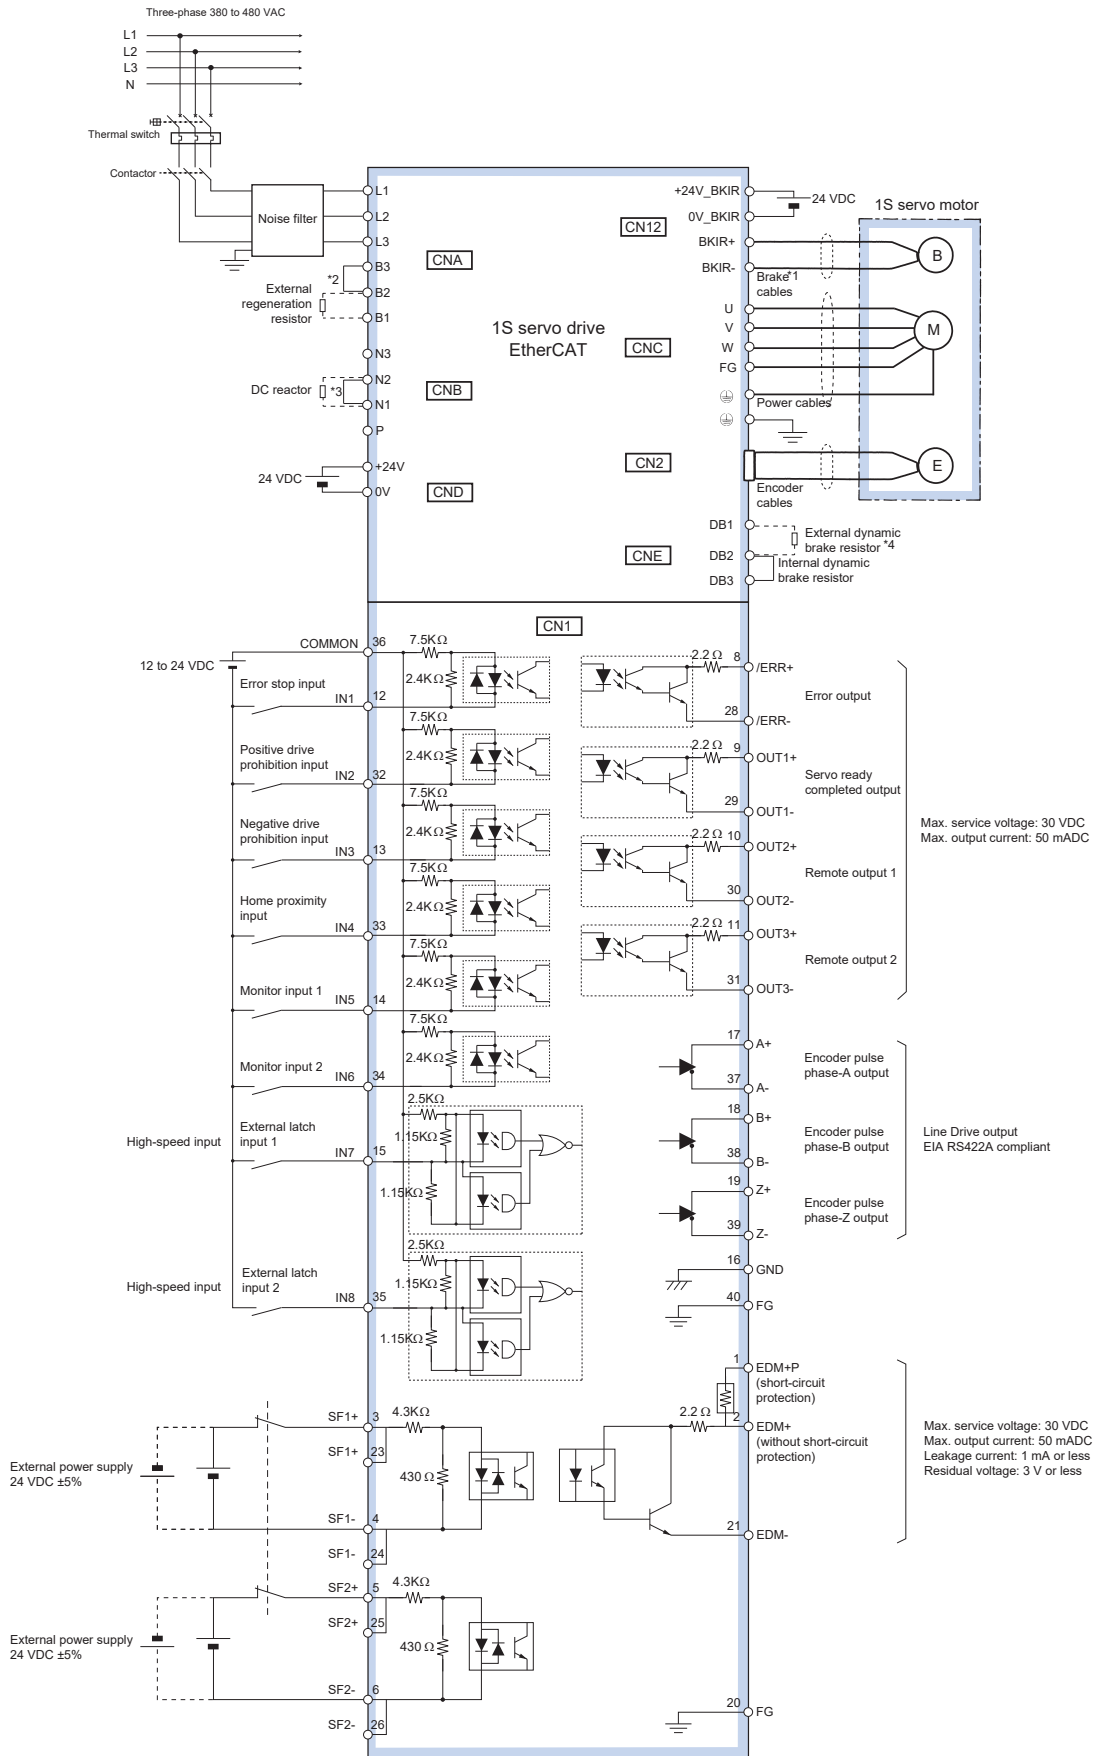 Three-phase 380 to 480 VAC
L1
L2
L3
N
Thermal switch
Contactor
Noise filter
L1
L2
L3
CNA
B3
*2
B2
External
regeneration
resistor
B1
N3
N2
DC reactor
*3
N1
CNB
P
+24V
24 VDC
0V
CND
1S servo drive
EtherCAT
+24V_BKIR
24 VDC
0V_BKIR
CN12
BKIR+
BKIR-
Brake*1
cables
1S servo motor
B
U
V
W
FG
CNC
M
Power cables
CN2
E
Encoder
cables
DB1
External dynamic
brake resistor *4
DB2
CNE
Internal dynamic
brake resistor
DB3
CN1
12 to 24 VDC
COMMON
36
7.5KΩ
2.4KΩ
Error stop input
IN1
12
7.5KΩ
2.4KΩ
Positive drive
prohibition input
IN2
32
7.5KΩ
2.4KΩ
Negative drive
prohibition input
IN3
13
7.5KΩ
2.4KΩ
Home proximity
input
IN4
33
7.5KΩ
2.4KΩ
Monitor input 1
IN5
14
7.5KΩ
2.4KΩ
Monitor input 2
IN6
34
2.5KΩ
1.15KΩ
High-speed input
External latch
input 1
IN7
15
1.15KΩ
2.5KΩ
1.15KΩ
High-speed input
External latch
input 2
IN8
35
1.15KΩ
2.2 Ω
8
/ERR+
Error output
28
/ERR-
2.2 Ω
9
OUT1+
Servo ready
completed output
29
OUT1-
2.2 Ω
10
OUT2+
Remote output 1
30
OUT2-
2.2 Ω
11
OUT3+
Remote output 2
31
OUT3-
Max. service voltage: 30 VDC
Max. output current: 50 mADC
17
A+
Encoder pulse
phase-A output
37
A-
18
B+
Encoder pulse
phase-B output
38
B-
19
Z+
Encoder pulse
phase-Z output
39
Z-
Line Drive output
EIA RS422A compliant
16
GND
40
FG
1
EDM+P
(short-circuit
protection)
2.2 Ω
2
EDM+
(without short-circuit
protection)
21
EDM-
Max. service voltage: 30 VDC
Max. output current: 50 mADC
Leakage current: 1 mA or less
Residual voltage: 3 V or less
External power supply
24 VDC ±5%
SF1+
3
4.3KΩ
SF1+
23
430 Ω
SF1-
4
SF1-
24
External power supply
24 VDC ±5%
SF2+
5
4.3KΩ
SF2+
25
430 Ω
SF2-
6
SF2-
26
20
FG